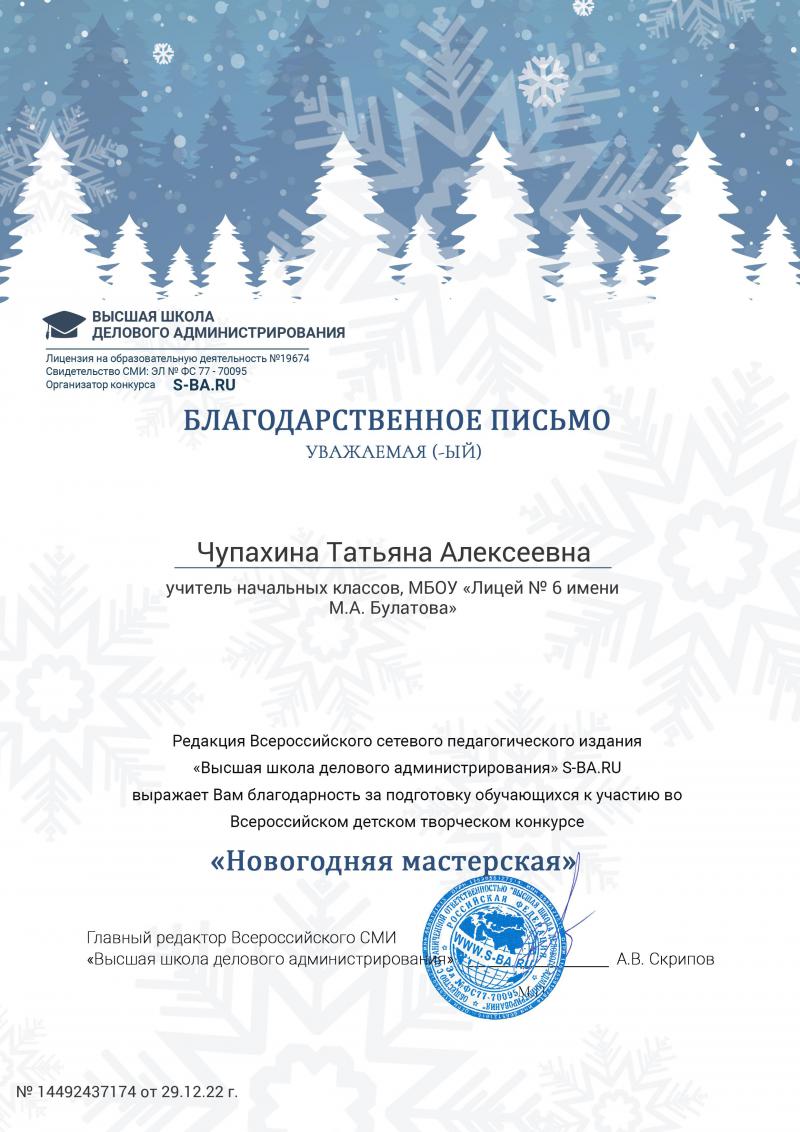 ВЫСШАЯ ШКОЛА
ДЕЛОВОГО АДМИНИСТРИРОВАНИЯ
Лицензия на образовательную деятельность №19674
Свидетельство СМИ: ЭЛ № ФС 77 - 70095
Организатор конкурса S-BA.RU
БЛАГОДАРСТВЕННОЕ ПИСЬМО
УВАЖАЕМАЯ (-ЫЙ)
Чупахина Татьяна Алексеевна
учитель начальных классов, МБОУ «Лицей № 6 имени
М.А. Булатова»
Редакция Всероссийского сетевого педагогического издания
«Высшая школа делового администрирования» S-BA.RU
выражает Вам благодарность за подготовку обучающихся к участию во
Всероссийском детском творческом конкурсе
«Новогодняя мастерская»
Главный редактор Всероссийского СМИ
«Высшая школа делового администрирования» А.В. Скрипов
РОССИЙСКАЯ ФЕДЕРАЦИЯ
WWW.S-BA.RU
ЭЛ №ФС77-70095
М.П.
№ 14492437174 от 29.12.22 г.